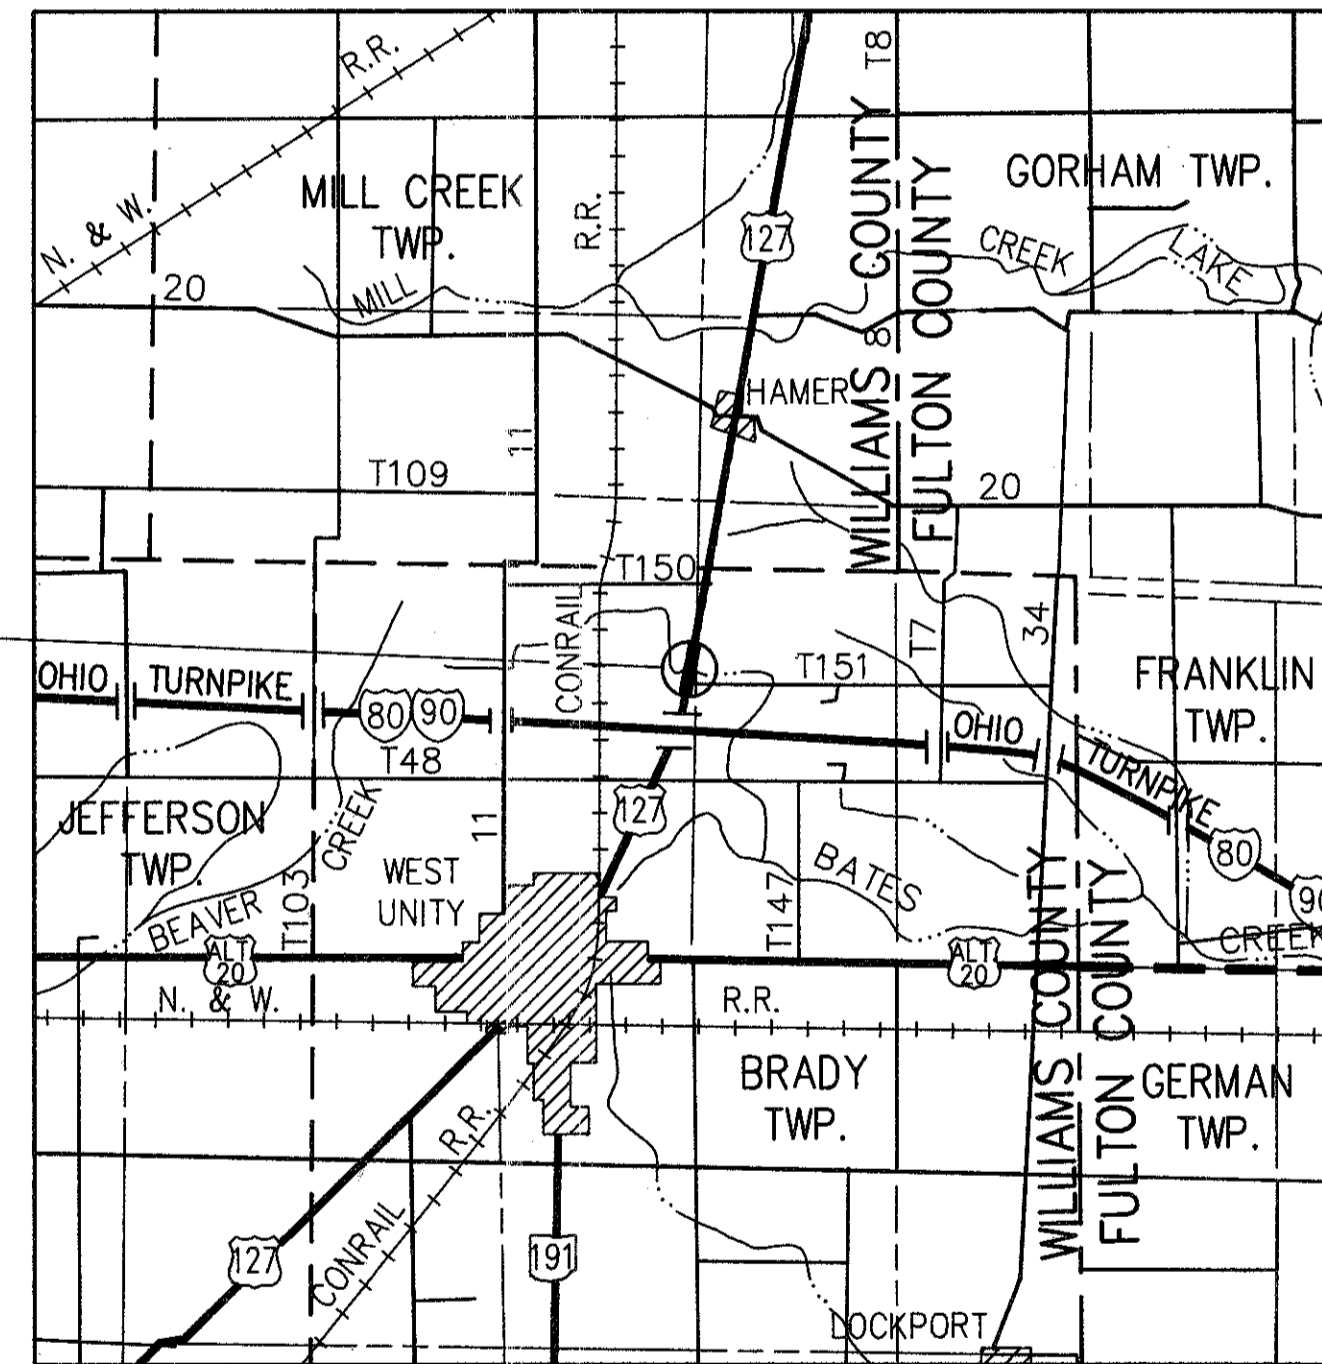 R.R.
T8
MILL CREEK
TWP.
GORHAM TWP.
N. & W.
R.R.
127
WILLIAMS COUNTY
FULTON COUNTY
CREEK
LAKE
20
MILL
8
HAMER
11
T109
20
T150
CONRAIL
T7
34
OHIO
TURNPIKE
80
90
T151
FRANKLIN
TWP.
OHIO
TURNPIKE
T48
127
JEFFERSON
TWP.
CREEK
11
80
90
WEST
UNITY
BATES
BEAVER
T103
T147
ALT
20
ALT
20
CREEK
N. & W.
R.R.
WILLIAMS COUNTY
FULTON COUNTY
BRADY
TWP.
GERMAN
TWP.
R.R.
CONRAIL
127
191
LOCKPORT